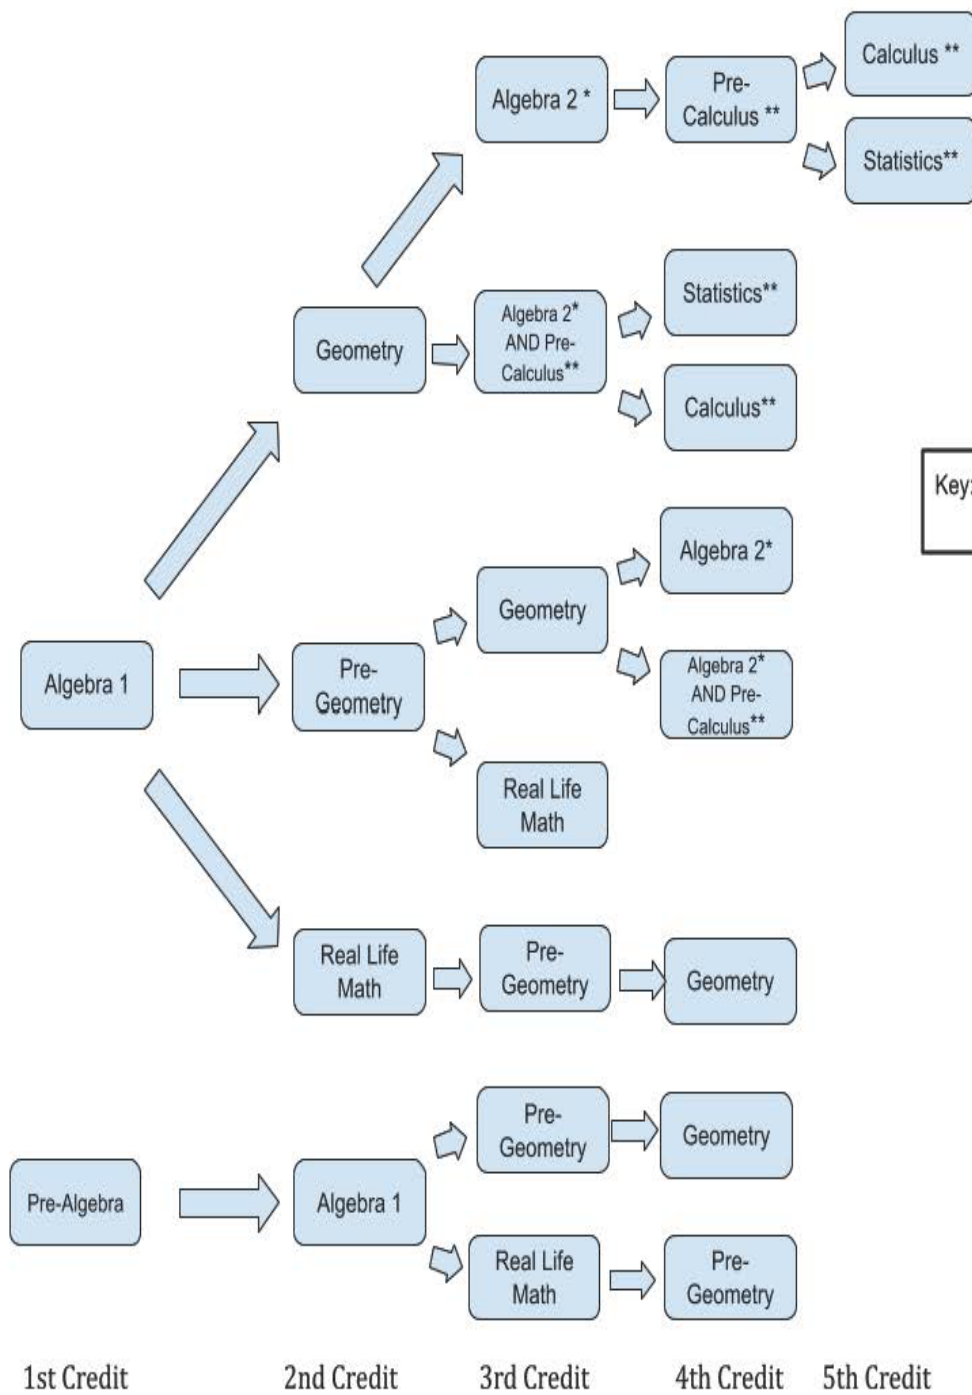 Calculus **
Algebra 2 *
Pre-
Calculus **
Statistics**
Statistics**
Geometry
Algebra 2*
AND Pre-
Calculus**
Calculus**
Key:
Algebra 2*
Geometry
Algebra 1
Pre-
Geometry
Algebra 2*
AND Pre-
Calculus**
Real Life
Math
Real Life
Math
Pre-
Geometry
Geometry
Pre-
Geometry
Geometry
Pre-Algebra
Algebra 1
Real Life
Math
Pre-
Geometry
1st Credit
2nd Credit
3rd Credit
4th Credit
5th Credit